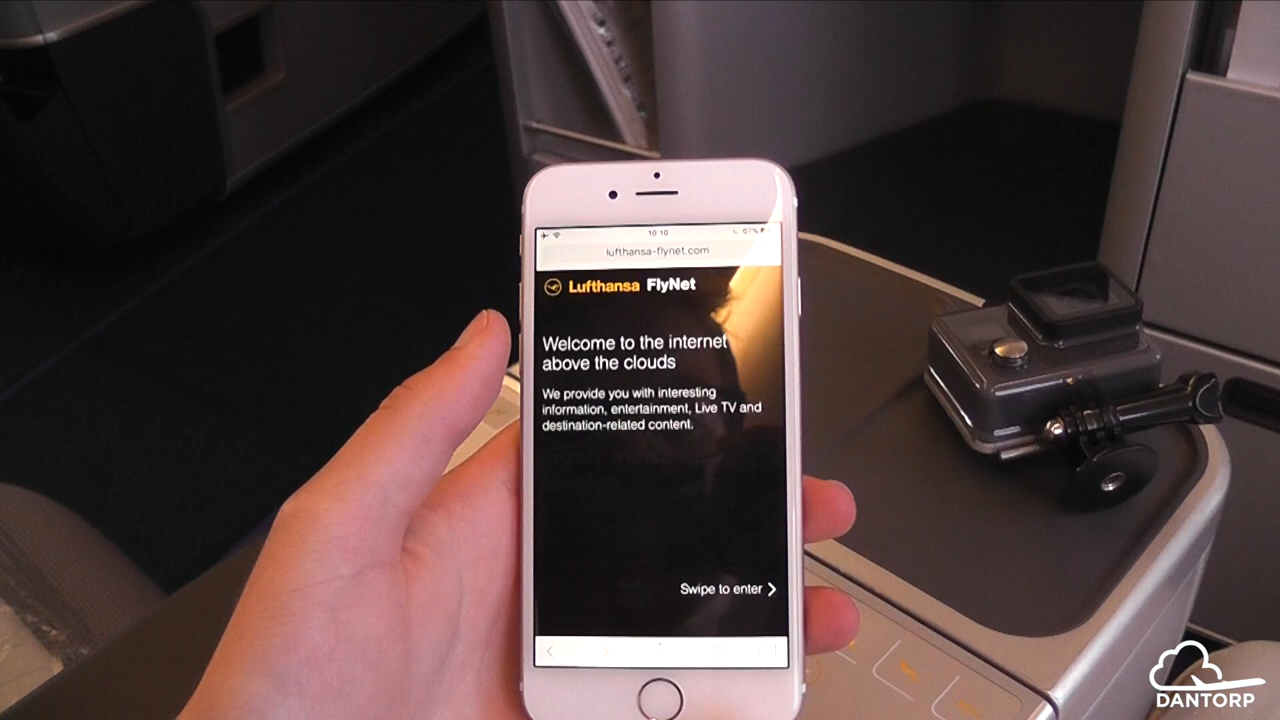 10:10
67%
lufthansa-flynet.com
Lufthansa FlyNet
Welcome to the internet
above the clouds
We provide you with interesting
information, entertainment, Live TV and
destination-related content.
Swipe to enter
DANTORP